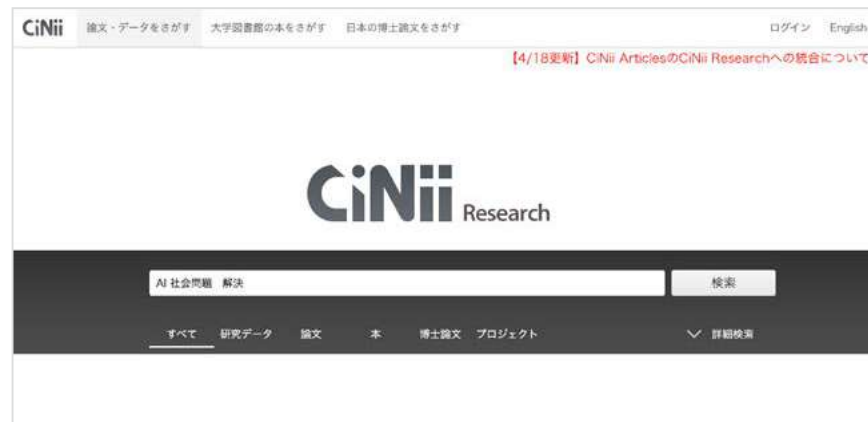 CiNii 論文・データをさがす 大学図書館の本をさがす 日本の博士論文をさがす ログイン English
【4/18更新】CiNii ArticlesのCiNii Researchへの統合について
CiNii Research
AI 社会問題 解決 検索
すべて 研究データ 論文 本 博士論文 プロジェクト 詳細検索